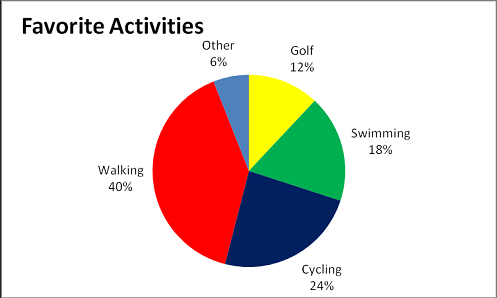 Favorite Activities
Other
6%
Golf
12%
Swimming
18%
Walking
40%
Cycling
24%